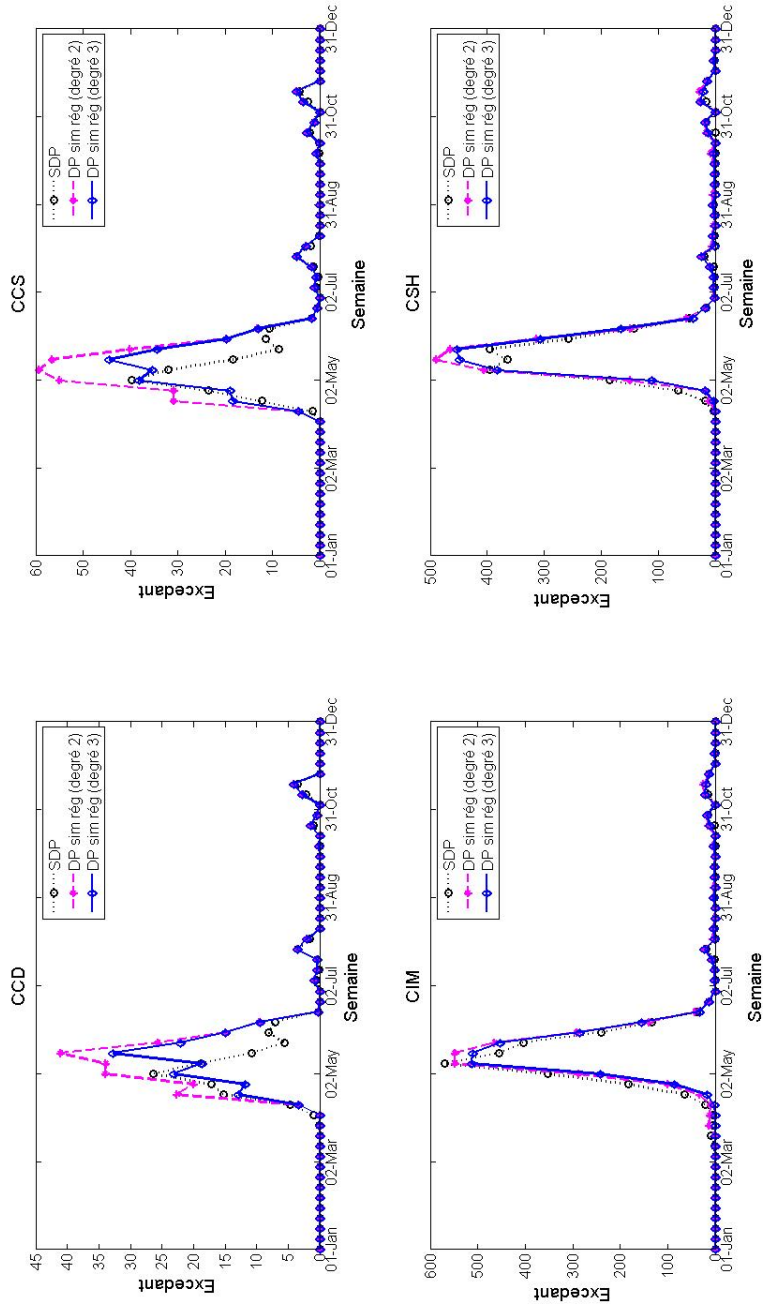 CCD
Excedant
45
40
35
30
25
20
15
10
5
0
01-Jan
02-Mar
02-May
02-Jul
31-Aug
31-Oct
31-Dec
Semaine
SDP
DP sim rég (degré 2)
DP sim rég (degré 3)
CCS
Excedant
60
50
40
30
20
10
0
01-Jan
02-Mar
02-May
02-Jul
31-Aug
31-Oct
31-Dec
Semaine
SDP
DP sim rég (degré 2)
DP sim rég (degré 3)
CIM
Excedant
600
500
400
300
200
100
0
01-Jan
02-Mar
02-May
02-Jul
31-Aug
31-Oct
31-Dec
Semaine
SDP
DP sim rég (degré 2)
DP sim rég (degré 3)
CSH
Excedant
500
400
300
200
100
0
01-Jan
02-Mar
02-May
02-Jul
31-Aug
31-Oct
31-Dec
Semaine
SDP
DP sim rég (degré 2)
DP sim rég (degré 3)